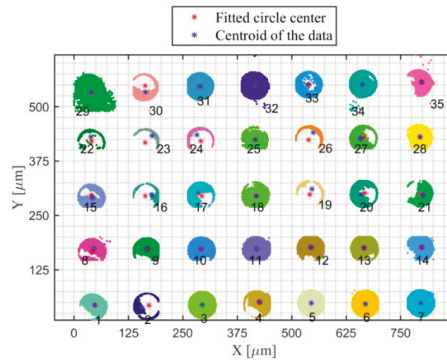 Fitted circle center
Centroid of the data
500
375
250
125
Y [μm]
29 30 31 32 33 34 35
22 23 24 25 26 27 28
15 16 17 18 19 20 21
8 9 10 11 12 13 14
1 2 3 4 5 6 7
0 125 250 375 500 625 750
X [μm]